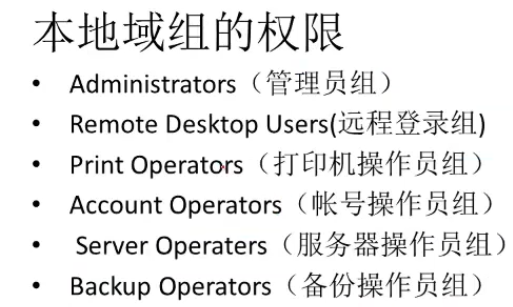 本地域组的权限
• Administrators（管理员组）
• Remote Desktop Users(远程登录组)
• Print Operators（打印机操作员组）
• Account Operators（帐号操作员组）
• Server Operaters（服务器操作员组）
• Backup Operators（备份操作员组）